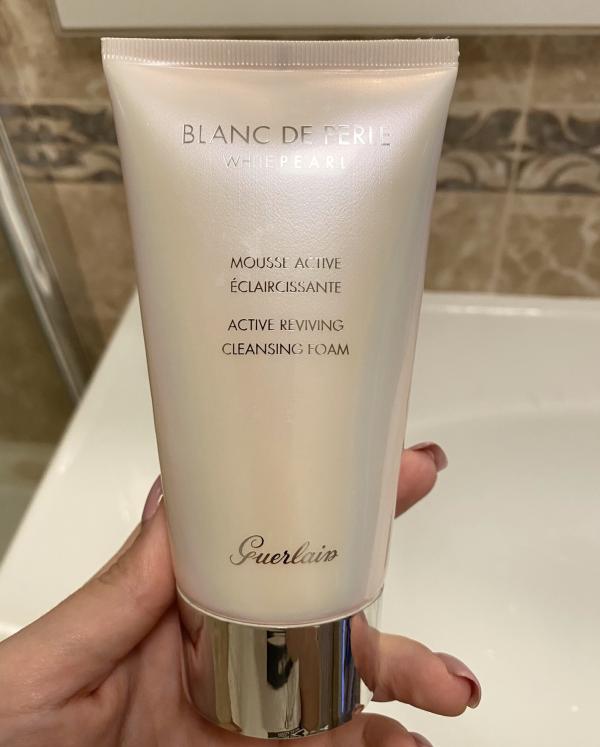 BLANC DE PERLE
WHITEPEARL
MOUSSE ACTIVE
ÉCLAIRCISSANTE
ACTIVE REVIVING
CLEANSING FOAM
Guerlain